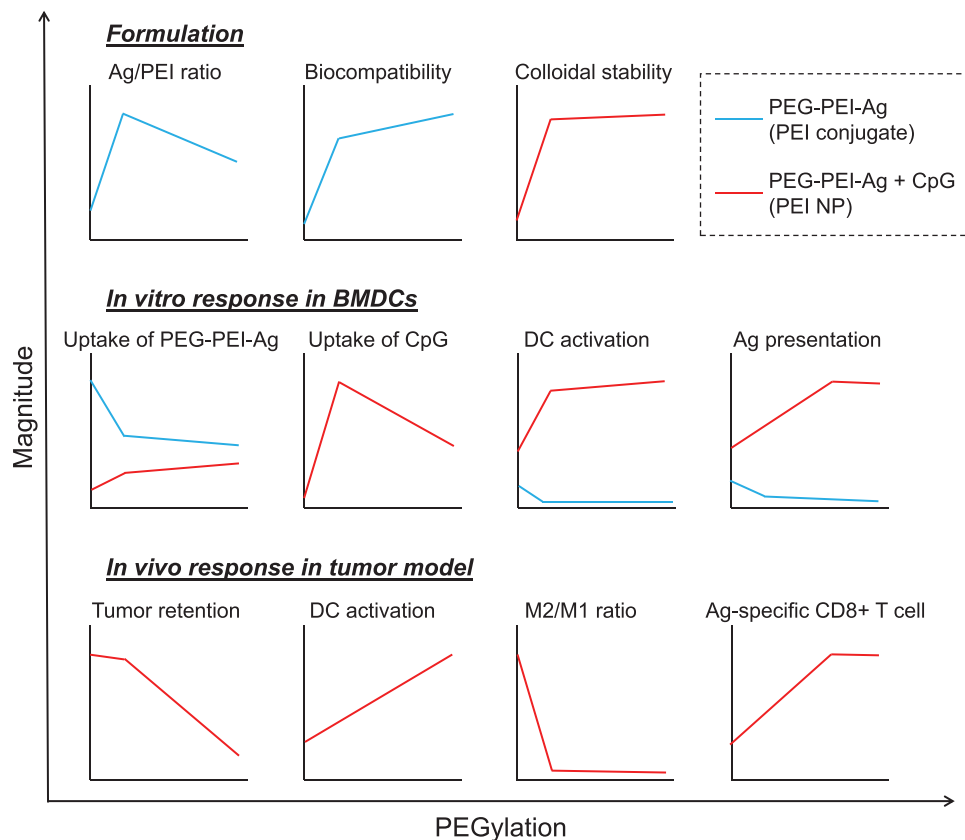 Formulation
Ag/PEI ratio
Biocompatibility
Colloidal stability
PEG-PEI-Ag
(PEI conjugate)
PEG-PEI-Ag + CpG
(PEI NP)
In vitro response in BMDCs
Uptake of PEG-PEI-Ag
Uptake of CpG
DC activation
Ag presentation
Magnitude
In vivo response in tumor model
Tumor retention
DC activation
M2/M1 ratio
Ag-specific CD8+ T cell
PEGylation